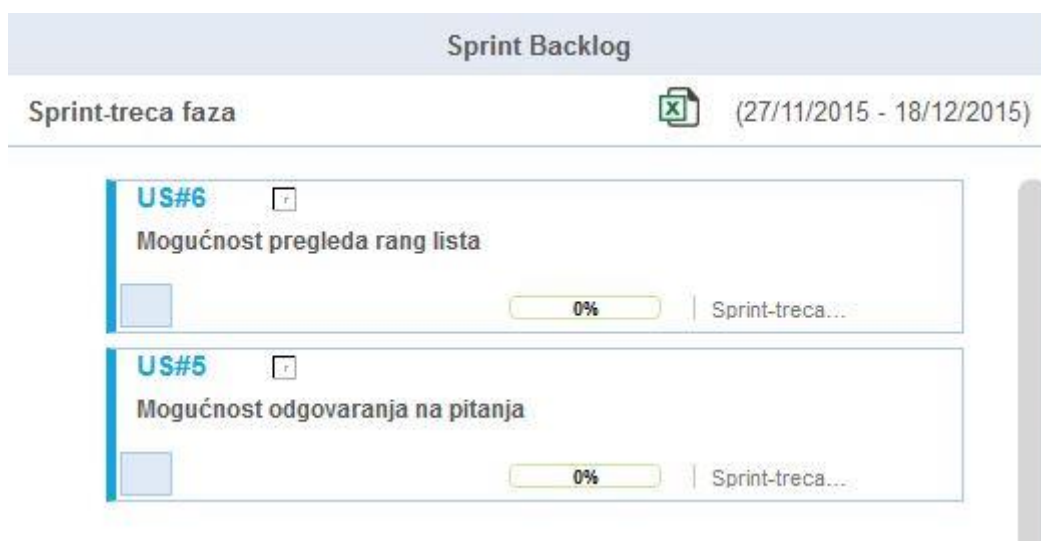 Sprint Backlog
Sprint-treca faza (27/11/2015 - 18/12/2015)
US#6
Mogućnost pregleda rang lista
0% Sprint-treca...
US#5
Mogućnost odgovaranja na pitanja
0% Sprint-treca...